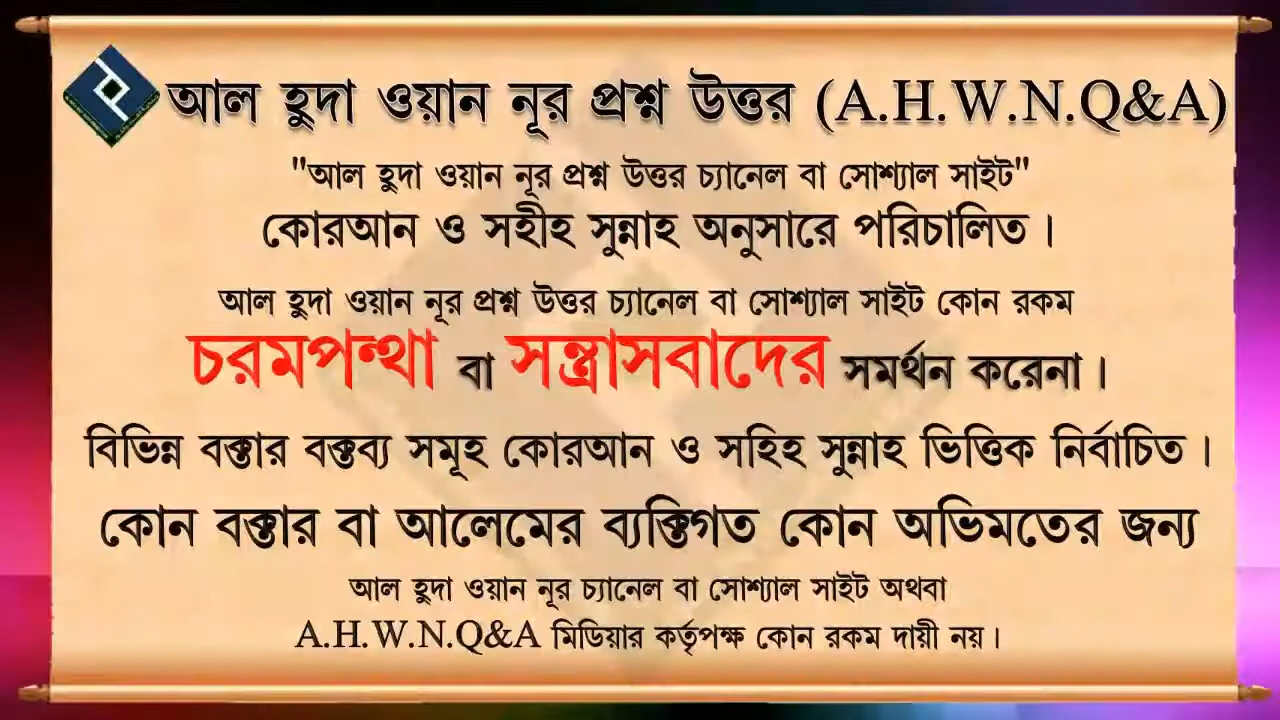 আল হুদা ওয়ান নূর প্রশ্ন উত্তর (A.H.W.N.Q&A)
"আল হুদা ওয়ান নূর প্রশ্ন উত্তর চ্যানেল বা সোশ্যাল সাইট"
কোরআন ও সহীহ সুন্নাহ অনুসারে পরিচালিত।
আল হুদা ওয়ান নূর প্রশ্ন উত্তর চ্যানেল বা সোশ্যাল সাইট কোন রকম
চরমপন্থা বা সন্ত্রাসবাদের সমর্থন করেনা।
বিভিন্ন বক্তার বক্তব্য সমূহ কোরআন ও সহিহ সুন্নাহ ভিত্তিক নির্বাচিত।
কোন বক্তার বা আলেমের ব্যক্তিগত কোন অভিমতের জন্য
আল হুদা ওয়ান নূর চ্যানেল বা সোশ্যাল সাইট অথবা
A.H.W.N.Q&A মিডিয়ার কর্তৃপক্ষ কোন রকম দায়ী নয়।